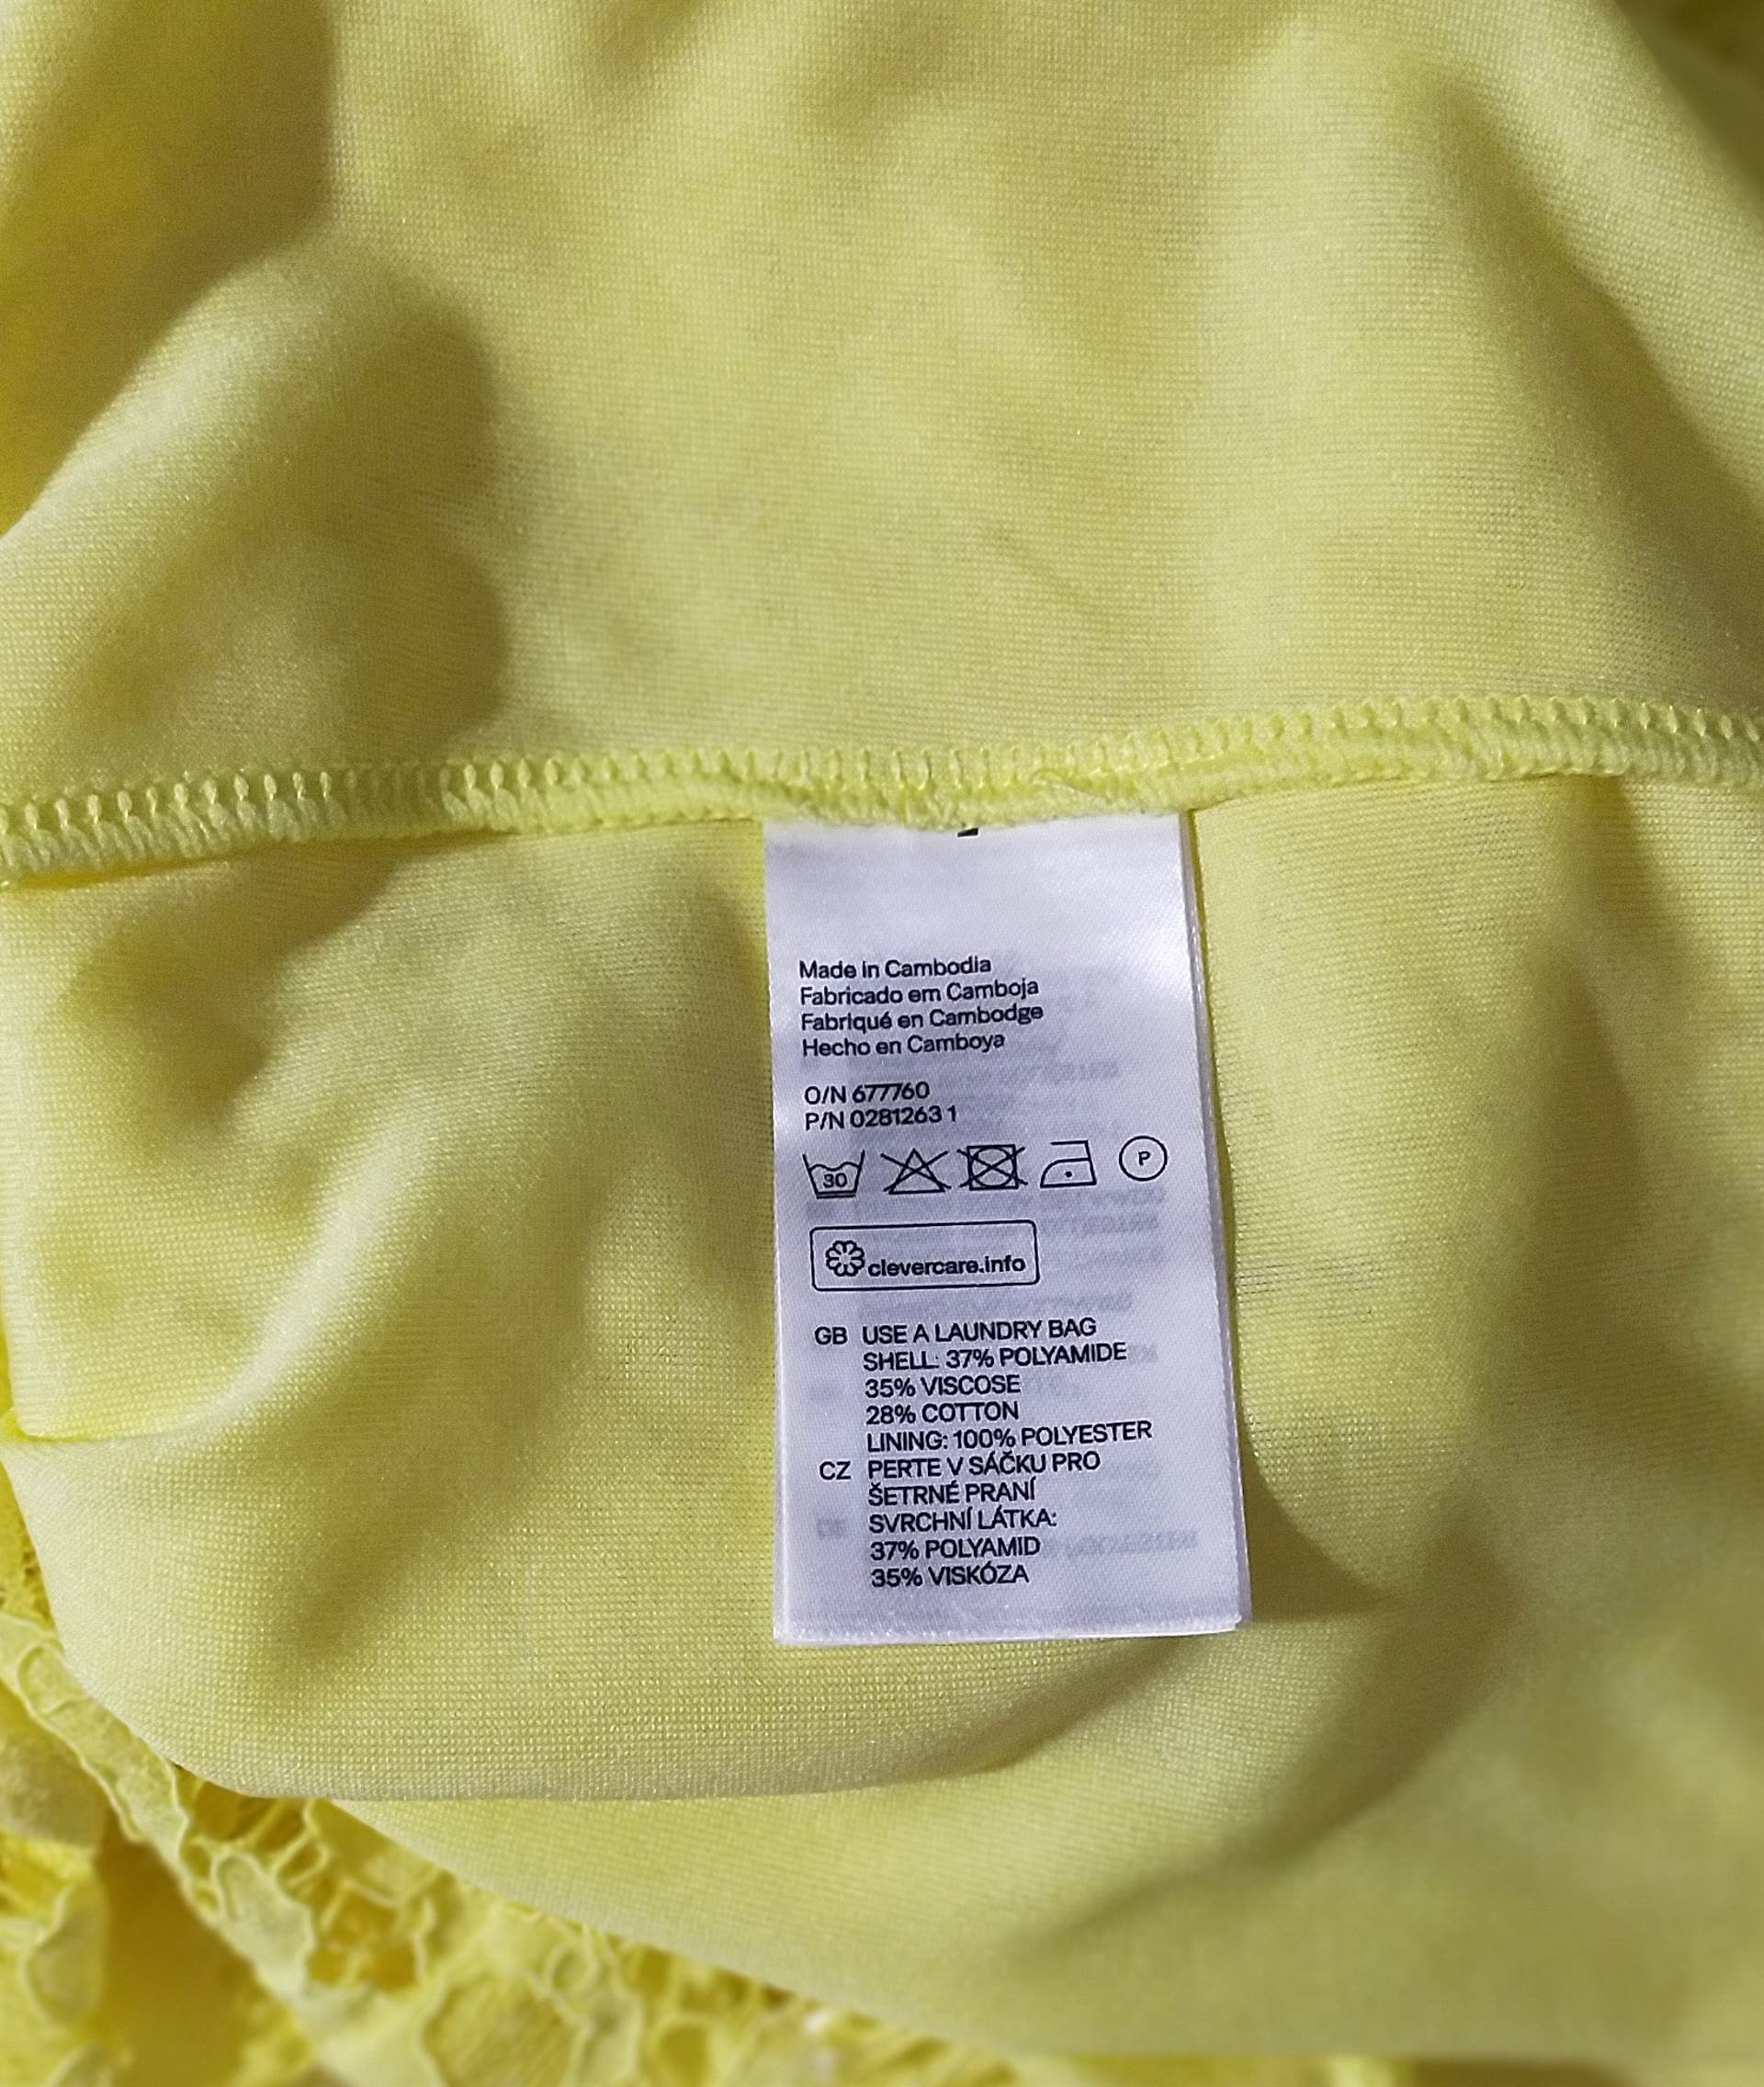 Made in Cambodia
Fabricado em Camboja
Fabriqué en Cambodge
Hecho en Camboya
O/N 677760
P/N 0281263 1
30 P
clevercare.info
GB USE A LAUNDRY BAG
SHELL: 37% POLYAMIDE
35% VISCOSE
28% COTTON
LINING: 100% POLYESTER
CZ PERTE V SÁČKU PRO
ŠETRNÉ PRANÍ
SVRCHNÍ LÁTKA:
37% POLYAMID
35% VISKÓZA